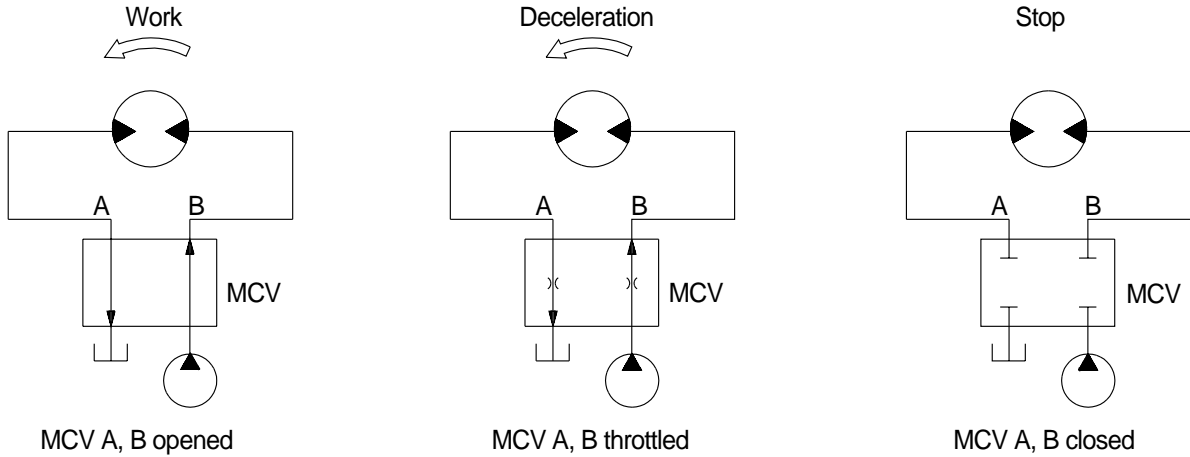 Work
A
B
MCV
MCV A, B opened
Deceleration
A
B
MCV
MCV A, B throttled
Stop
A
B
MCV
MCV A, B closed